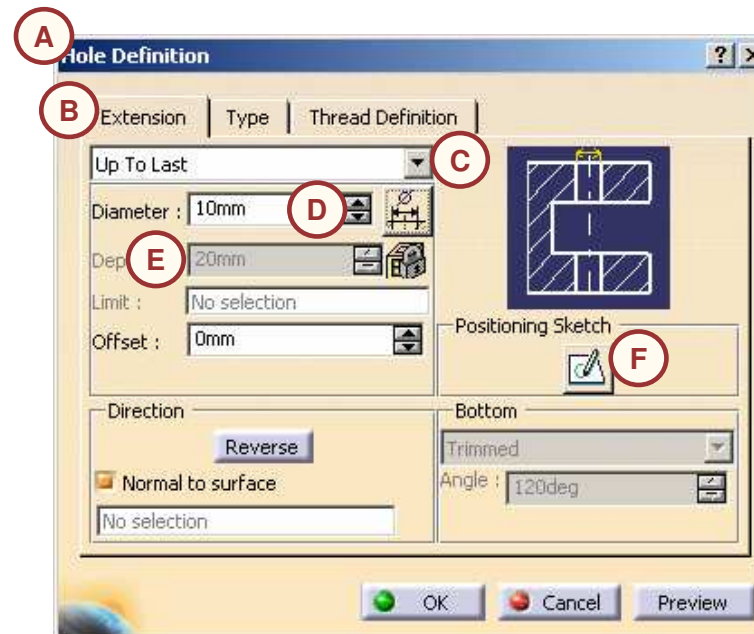 A
Hole Definition
B
Extension Type Thread Definition
Up To Last
C
Diameter : 10mm
D
E
20mm
Limit : No selection
Offset : 0mm
Positioning Sketch
F
Direction
Reverse
Normal to surface
No selection
Bottom
Trimmed
Angle : 120deg
OK Cancel Preview